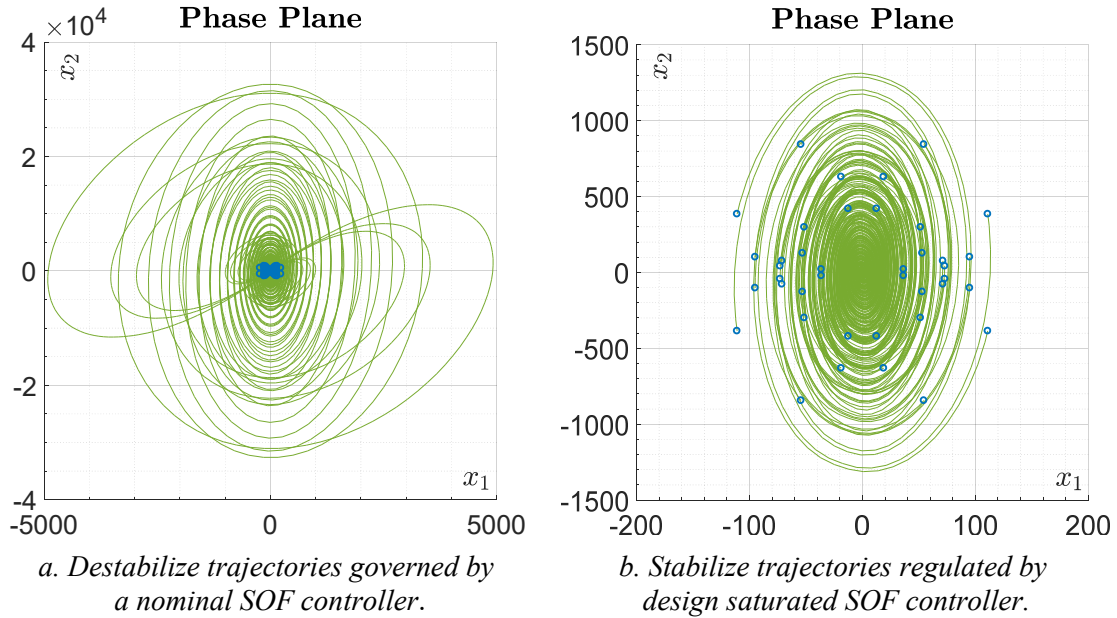 Phase Plane
×10⁴
x₂
4
2
0
-2
-4
x₁
-5000 0 5000
a. Destabilize trajectories governed by
a nominal SOF controller.
Phase Plane
x₂
1500
1000
500
0
-500
-1000
-1500
x₁
-200 -100 0 100 200
b. Stabilize trajectories regulated by
design saturated SOF controller.